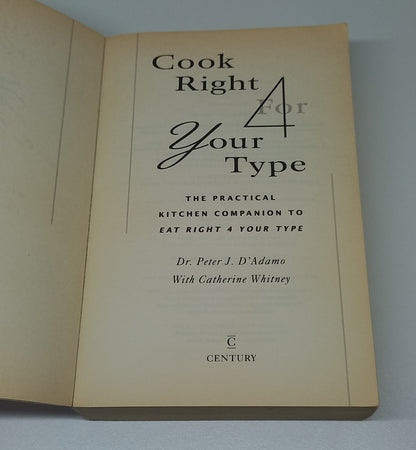 Cook
Right
4
For
Your
Type
THE PRACTICAL
KITCHEN COMPANION TO
EAT RIGHT 4 YOUR TYPE
Dr. Peter J. D'Adamo
With Catherine Whitney
C
CENTURY